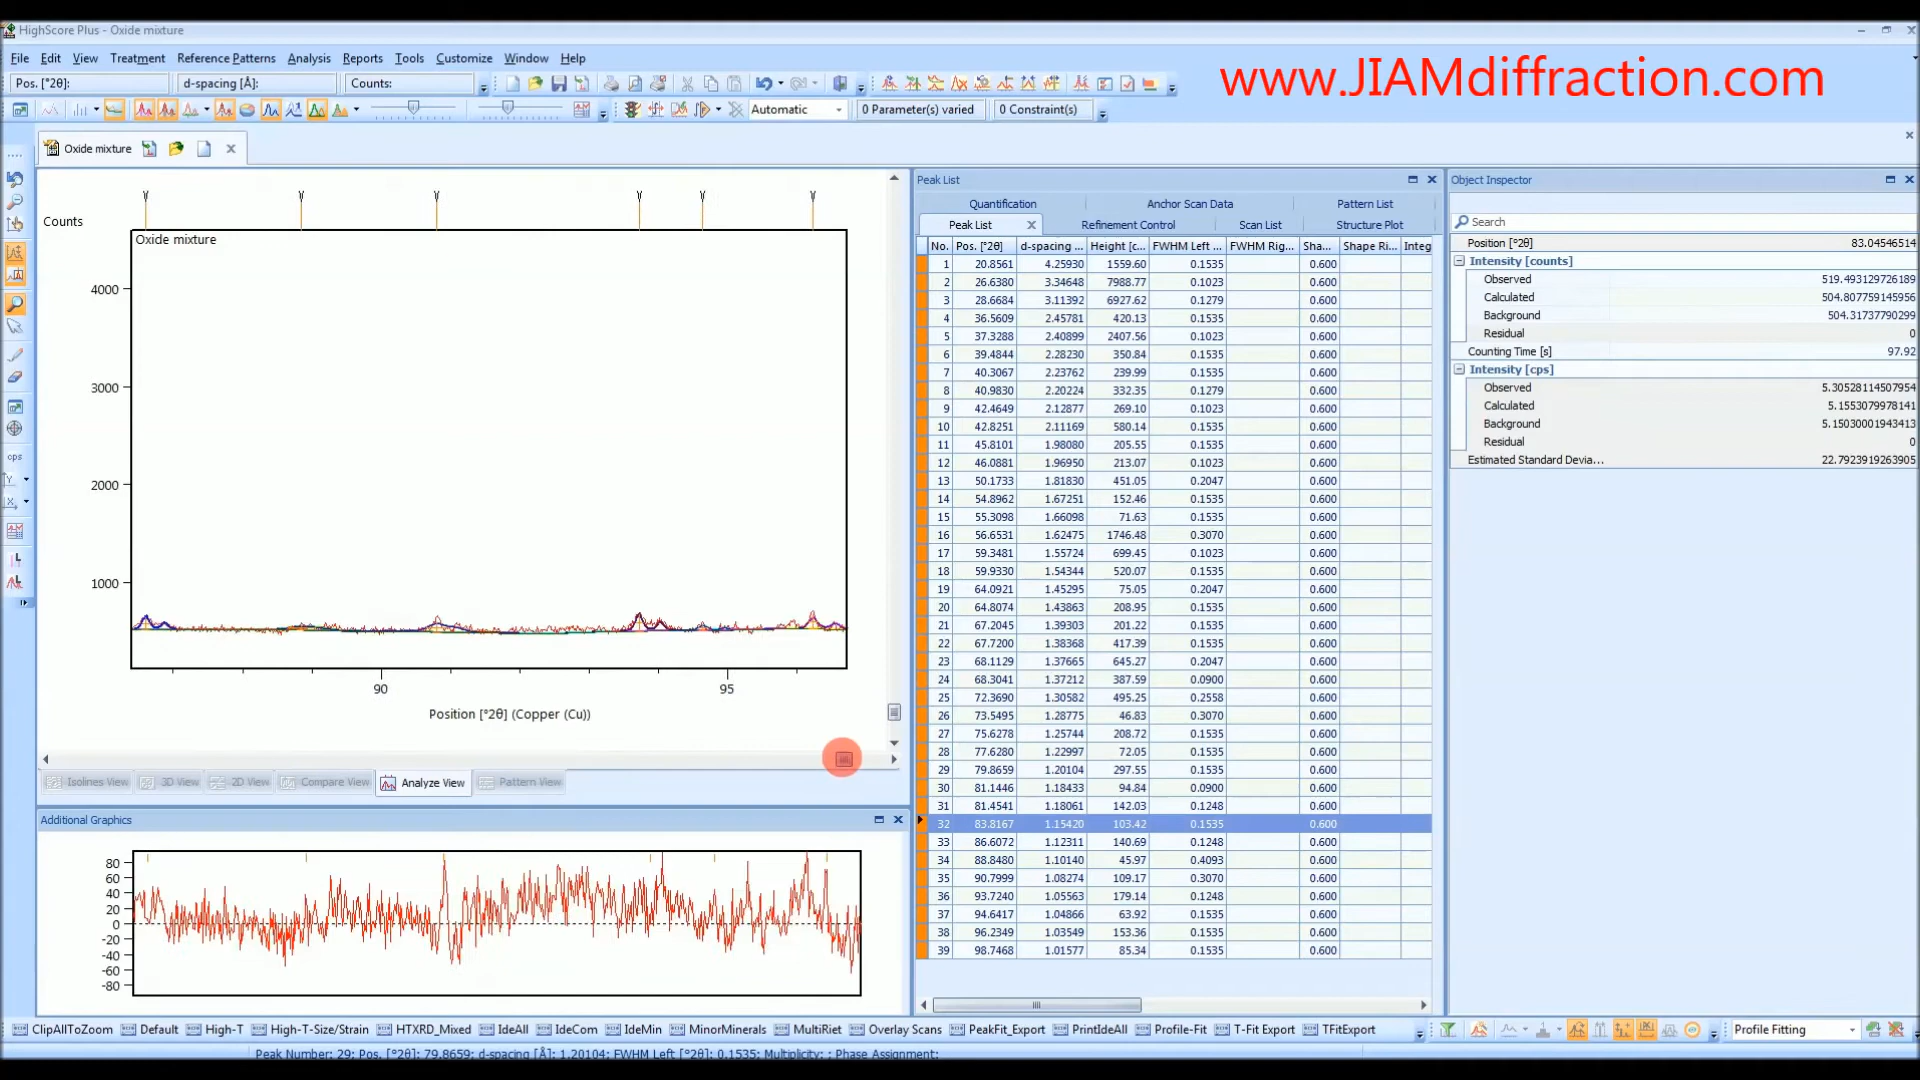 HighScore Plus - Oxide mixture
File Edit View Treatment Reference Patterns Analysis Reports Tools Customize Window Help
www.JIAMdiffraction.com
Pos. [°2θ]: d-spacing [Å]: Counts:
Automatic 0 Parameter(s) varied 0 Constraint(s)
Oxide mixture
Counts
Oxide mixture
4000
3000
2000
1000
90 95
Position [°2θ] (Copper (Cu))
Isolines View 3D View 2D View Compare View Analyze View Pattern View
Additional Graphics
80
60
40
20
0
-20
-40
-60
-80
Peak List
Quantification Anchor Scan Data Pattern List
Peak List Refinement Control Scan List Structure Plot
No. Pos. [°2θ] d-spacing ... Height [c... FWHM Left ... FWHM Rig... Sha... Shape Ri... Integ
1 20.8561 4.25930 1559.60 0.1535 0.600
2 26.6380 3.34648 7988.77 0.1023 0.600
3 28.6684 3.11392 6927.62 0.1279 0.600
4 36.5609 2.45781 420.13 0.1535 0.600
5 37.3288 2.40899 2407.56 0.1023 0.600
6 39.4844 2.28230 350.84 0.1535 0.600
7 40.3067 2.23762 239.99 0.1535 0.600
8 40.9830 2.20224 332.35 0.1279 0.600
9 42.4649 2.12877 269.10 0.1023 0.600
10 42.8251 2.11169 580.14 0.1535 0.600
11 45.8101 1.98080 205.55 0.1535 0.600
12 46.0881 1.96950 213.07 0.1023 0.600
13 50.1733 1.81830 451.05 0.2047 0.600
14 54.8962 1.67251 152.46 0.1535 0.600
15 55.3098 1.66098 71.63 0.1535 0.600
16 56.6531 1.62475 1746.48 0.3070 0.600
17 59.3481 1.55724 699.45 0.1023 0.600
18 59.9330 1.54344 520.07 0.1535 0.600
19 64.0921 1.45295 75.05 0.2047 0.600
20 64.8074 1.43863 208.95 0.1535 0.600
21 67.2045 1.39303 201.22 0.1535 0.600
22 67.7200 1.38368 417.39 0.1535 0.600
23 68.1129 1.37665 645.27 0.2047 0.600
24 68.3041 1.37212 387.59 0.0900 0.600
25 72.3690 1.30582 495.25 0.2558 0.600
26 73.5495 1.28775 46.83 0.3070 0.600
27 75.6278 1.25744 208.72 0.1535 0.600
28 77.6280 1.22997 72.05 0.1535 0.600
29 79.8659 1.20104 297.55 0.1535 0.600
30 81.1446 1.18433 94.84 0.0900 0.600
31 81.4541 1.18061 142.03 0.1248 0.600
32 83.8167 1.15420 103.42 0.1535 0.600
33 86.6072 1.12311 140.69 0.1248 0.600
34 88.8480 1.10140 45.97 0.4093 0.600
35 90.7999 1.08274 109.17 0.3070 0.600
36 93.7240 1.05563 179.14 0.1248 0.600
37 94.6417 1.04866 63.92 0.1535 0.600
38 96.2349 1.03549 153.36 0.1535 0.600
39 98.7468 1.01577 85.34 0.1535 0.600
Object Inspector
Search
Position [°2θ] 83.04546514
Intensity [counts]
Observed 519.493129726189
Calculated 504.807759145956
Background 504.31737790299
Residual 0
Counting Time [s] 97.92
Intensity [cps]
Observed 5.30528114507954
Calculated 5.1553079978141
Background 5.15030001943413
Residual 0
Estimated Standard Devia... 22.7923919263905
cps
ClipAllToZoom Default High-T High-T-Size/Strain HTXRD_Mixed IdeAll IdeCom IdeMin MinorMinerals MultiRiet Overlay Scans PeakFit_Export PrintIdeAll Profile-Fit T-Fit Export TFitExport Profile Fitting
Peak Number: 29; Pos. [°2θ]: 79.8659; d-spacing [Å]: 1.20104; FWHM Left [°2θ]: 0.1535; Multiplicity: ; Phase Assignment: